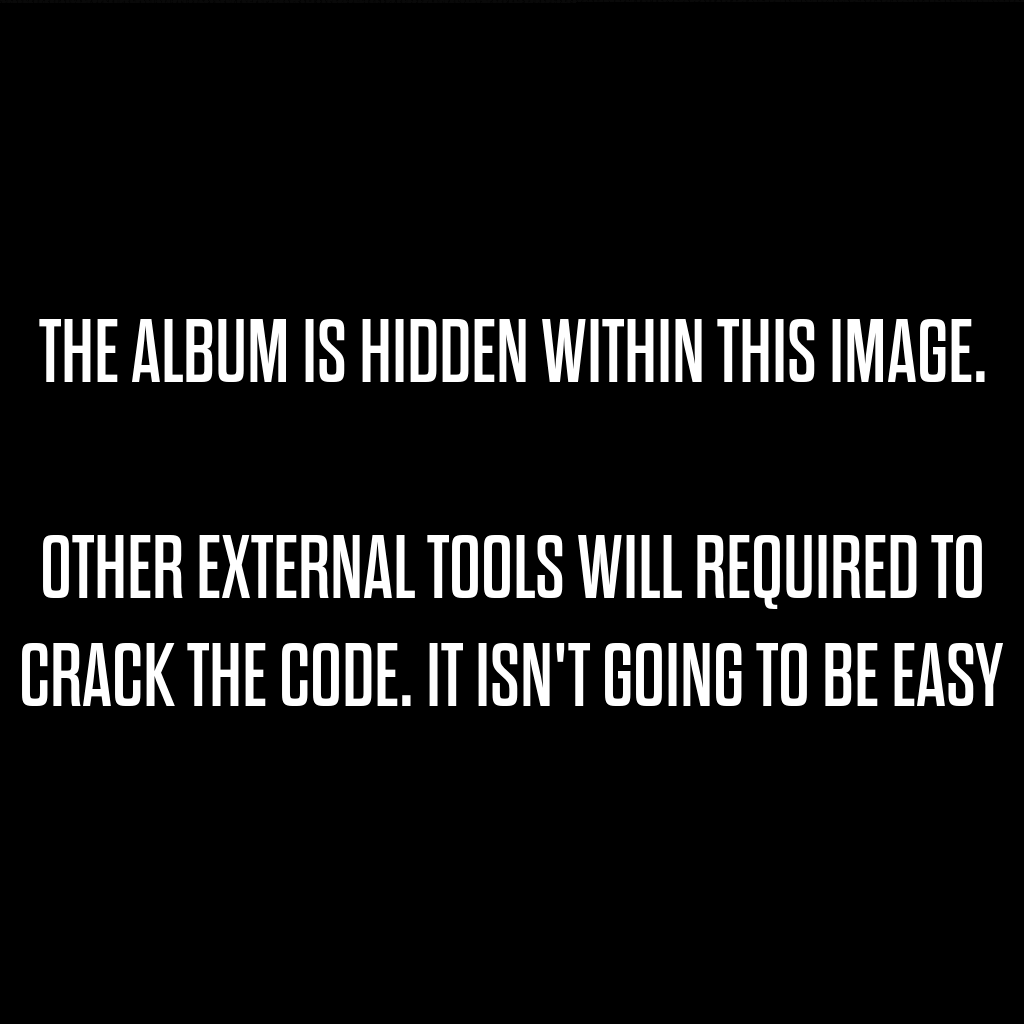 THE ALBUM IS HIDDEN WITHIN THIS IMAGE.
OTHER EXTERNAL TOOLS WILL REQUIRED TO
CRACK THE CODE. IT ISN'T GOING TO BE EASY